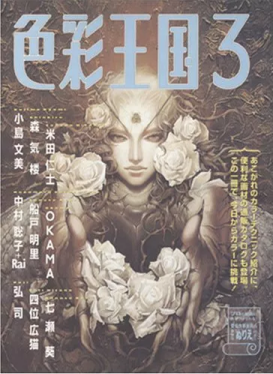 色彩王国3
米田仁士
OKAMA
七瀬葵
森気楼
船戸明里
四位広猫
小島文美
中村聡子+Rai
弘司
あこがれのカラーテクニック紹介に、
便利な画材の通販カタログも登場。
この一冊で、今日からカラーに挑戦!
ぬりえ